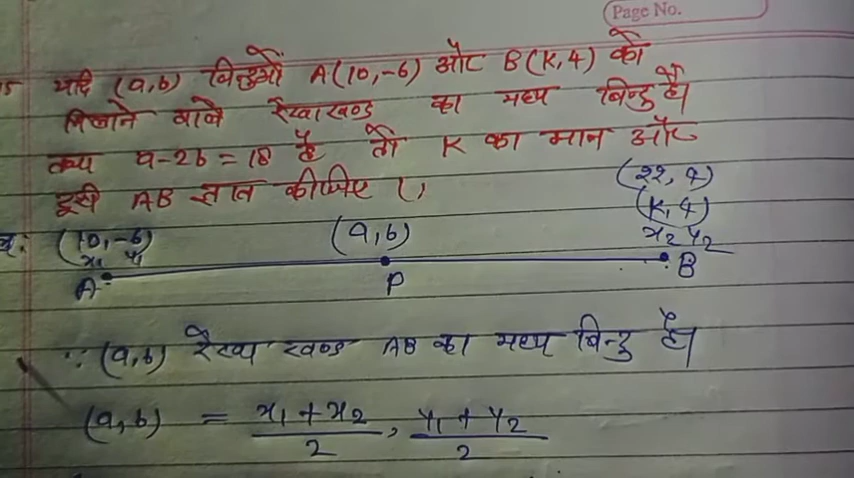 Page No.
15 यदि (a,b) बिन्दुओं A(10,-6) और B(K,4) को
मिलाने वाले रेखाखण्ड का मध्य बिन्दु है।
तथा a-2b=18 है तो K का मान और
दूरी AB ज्ञात कीजिए।
(22, 4)
(10,-6) (a,b) (K,4)
x₁ y₁ x₂ y₂
A P B
∵ (a,b) रेखा खण्ड AB का मध्य बिन्दु है।
(a,b) = x₁+x₂/2, y₁+y₂/2